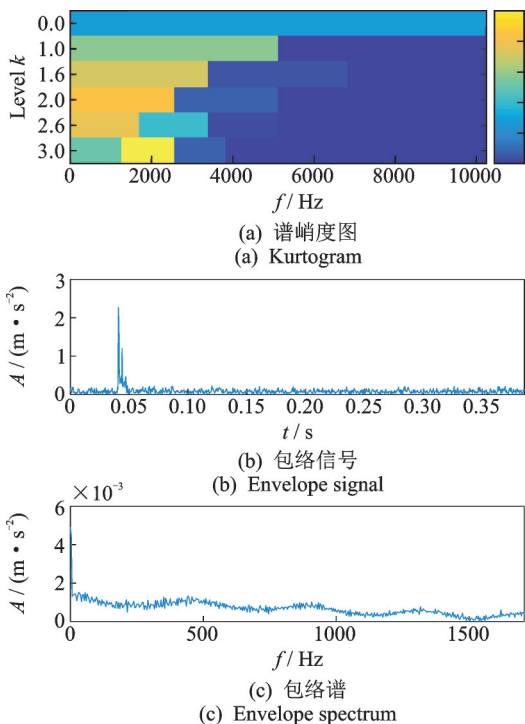 Level k
0.0
1.0
1.6
2.0
2.6
3.0
0 2000 4000 6000 8000 10000
f / Hz
(a) 谱峭度图
(a) Kurtogram
A / (m • s⁻²)
3
2
1
0
0 0.05 0.10 0.15 0.20 0.25 0.30 0.35
t / s
(b) 包络信号
(b) Envelope signal
×10⁻³
A / (m • s⁻²)
6
4
2
0
0 500 1000 1500
f / Hz
(c) 包络谱
(c) Envelope spectrum